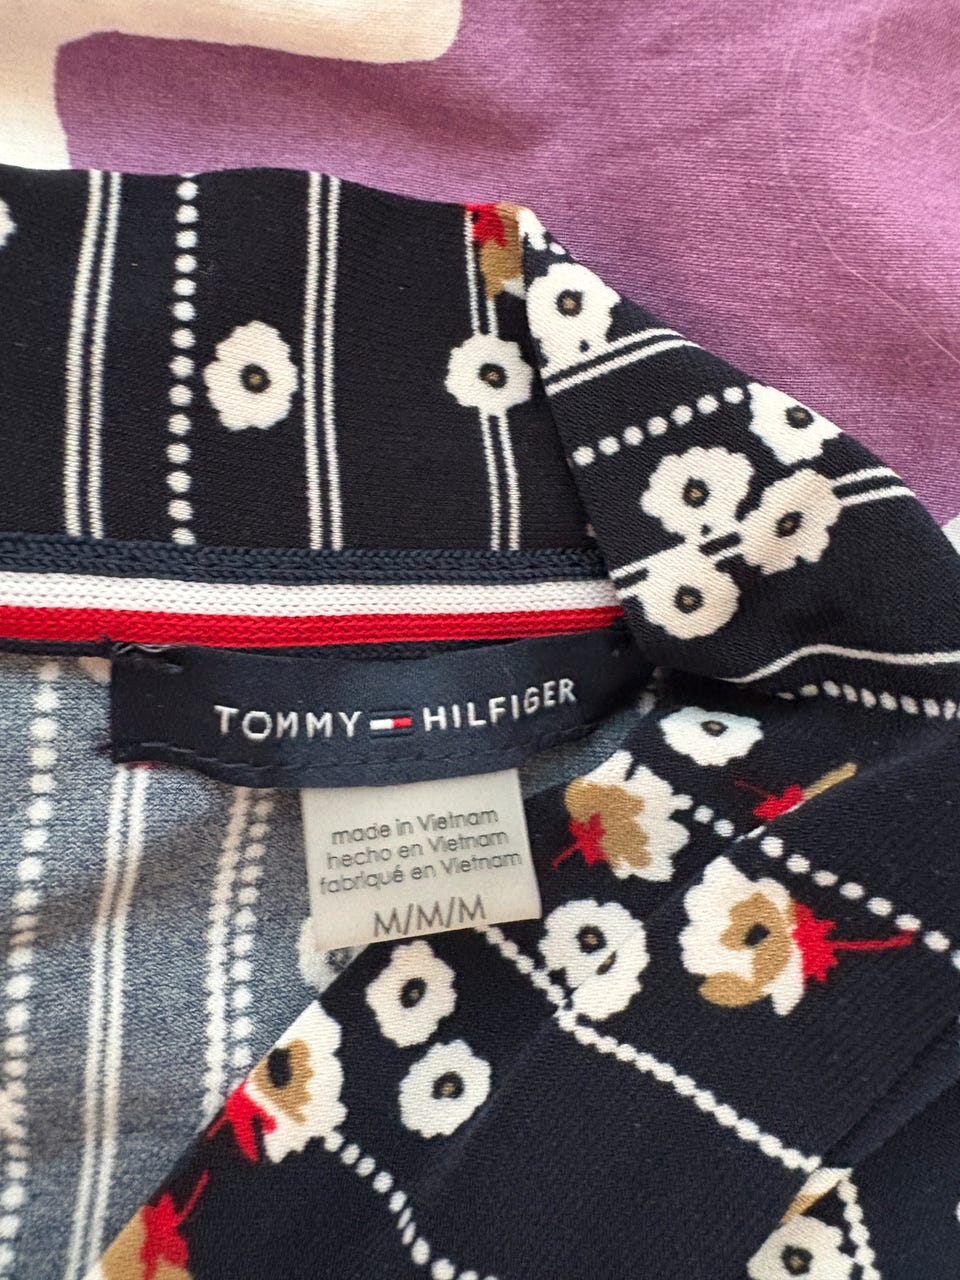 TOMMY HILFIGER
made in Vietnam
hecho en Vietnam
fabriqué en Vietnam
M/M/M